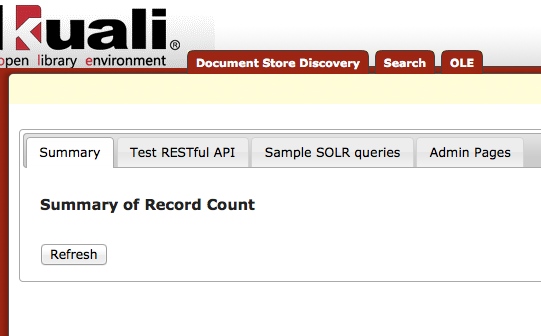 Kuali®
open library environment
Document Store Discovery Search OLE
Summary Test RESTful API Sample SOLR queries Admin Pages
Summary of Record Count
Refresh